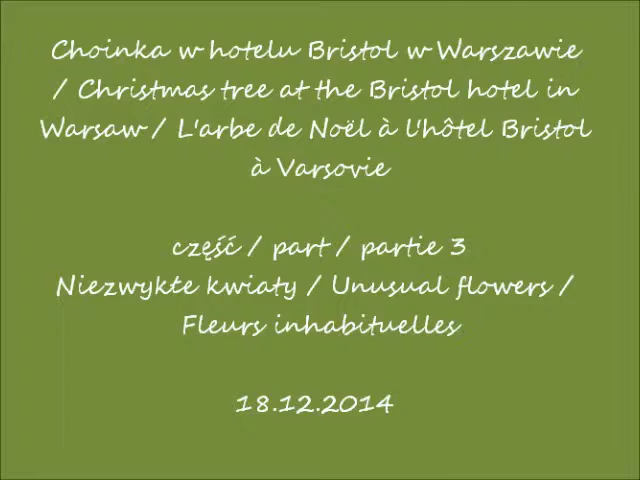 Choinka w hotelu Bristol w Warszawie
/ Christmas tree at the Bristol hotel in
Warsaw / L'arbe de Noël à l'hôtel Bristol
à Varsovie
część / part / partie 3
Niezwykłe kwiaty / Unusual flowers /
Fleurs inhabituelles
18.12.2014